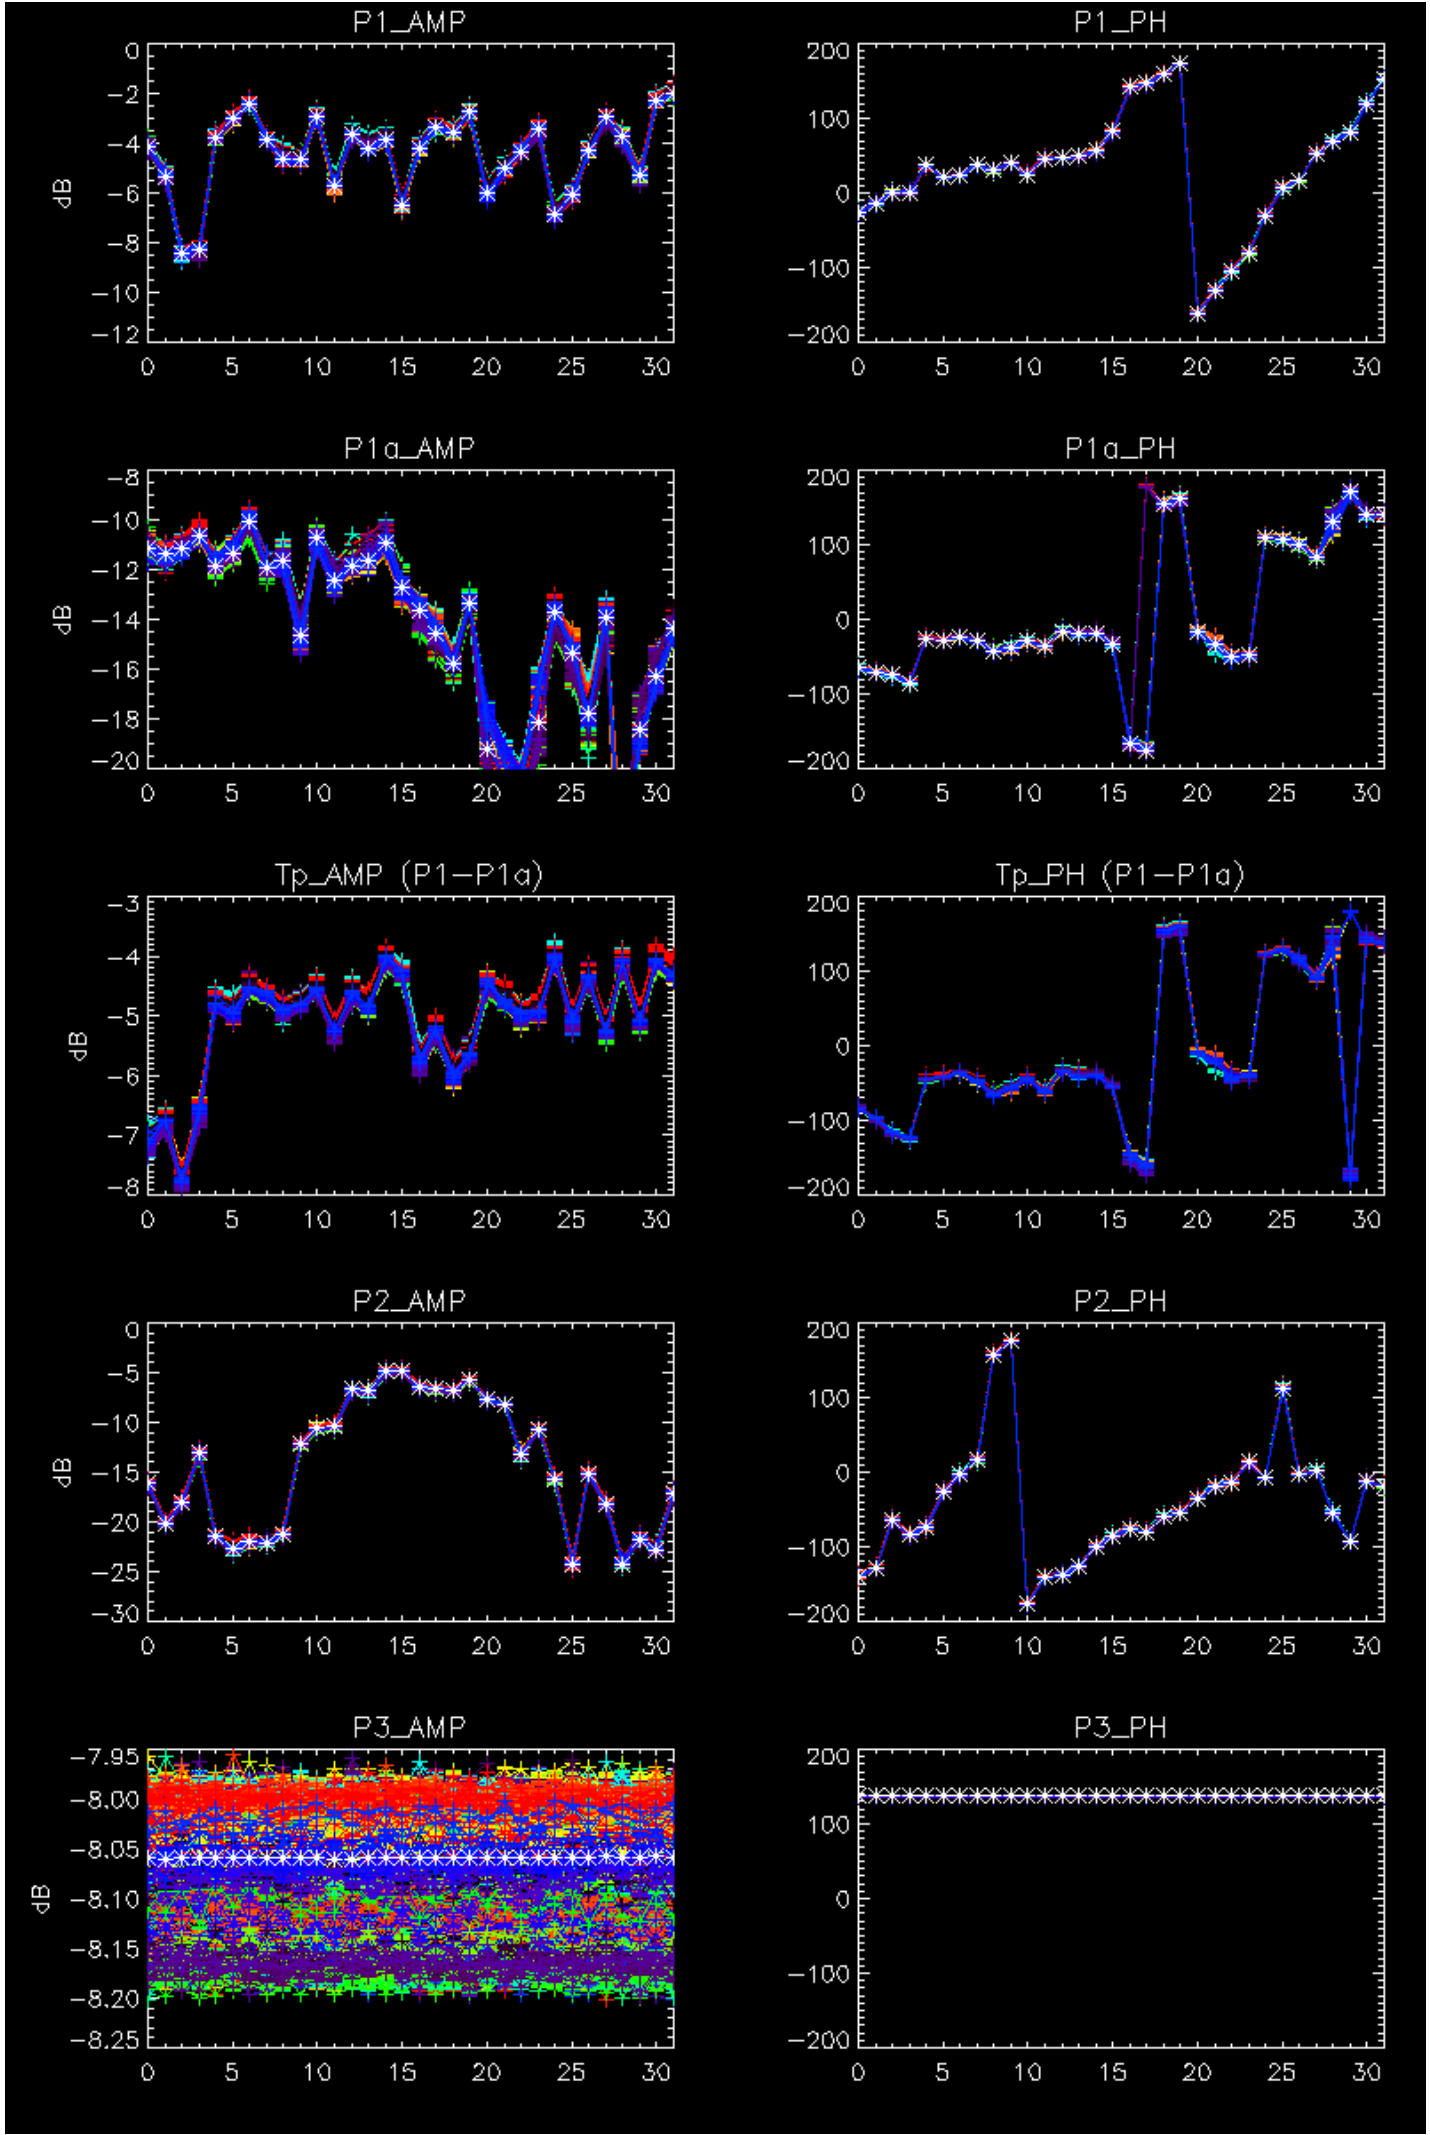 P1_AMP P1_PH
0 200
−2
−4 100
dB −6 0
−8 −100
−10
−12 −200
0 5 10 15 20 25 30 0 5 10 15 20 25 30
P1a_AMP P1a_PH
−8 200
−10 100
−12
dB −14 0
−16 −100
−18
−20 −200
0 5 10 15 20 25 30 0 5 10 15 20 25 30
Tp_AMP (P1−P1a) Tp_PH (P1−P1a)
−3 200
−4 100
−5 0
dB
−6
−7 −100
−8 −200
0 5 10 15 20 25 30 0 5 10 15 20 25 30
P2_AMP P2_PH
0 200
−5 100
−10
dB −15 0
−20 −100
−25
−30 −200
0 5 10 15 20 25 30 0 5 10 15 20 25 30
P3_AMP P3_PH
−7.95 200
−8.00 100
−8.05
dB −8.10 0
−8.15 −100
−8.20
−8.25 −200
0 5 10 15 20 25 30 0 5 10 15 20 25 30